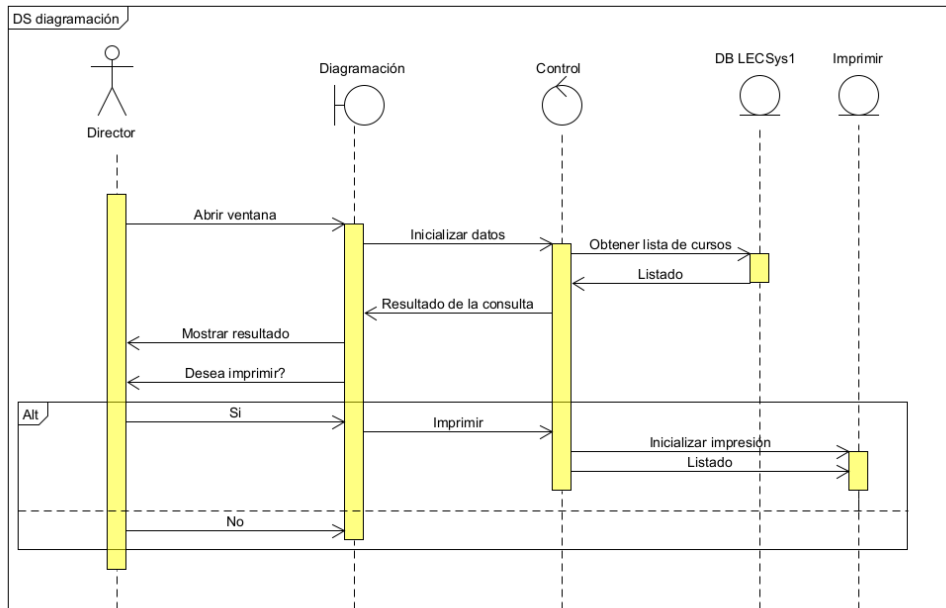 DS diagramación
Diagramación
Control
DB LECSys1
Imprimir
Director
Abrir ventana
Inicializar datos
Obtener lista de cursos
Listado
Resultado de la consulta
Mostrar resultado
Desea imprimir?
Alt
Si
Imprimir
Inicializar impresión
Listado
No